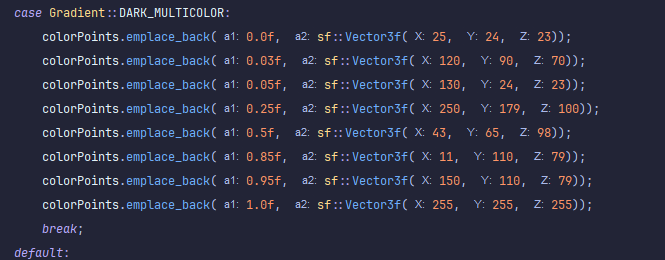 case Gradient::DARK_MULTICOLOR:
colorPoints.emplace_back( a1: 0.0f, a2: sf::Vector3f( X: 25, Y: 24, Z: 23));
colorPoints.emplace_back( a1: 0.03f, a2: sf::Vector3f( X: 120, Y: 90, Z: 70));
colorPoints.emplace_back( a1: 0.05f, a2: sf::Vector3f( X: 130, Y: 24, Z: 23));
colorPoints.emplace_back( a1: 0.25f, a2: sf::Vector3f( X: 250, Y: 179, Z: 100));
colorPoints.emplace_back( a1: 0.5f, a2: sf::Vector3f( X: 43, Y: 65, Z: 98));
colorPoints.emplace_back( a1: 0.85f, a2: sf::Vector3f( X: 11, Y: 110, Z: 79));
colorPoints.emplace_back( a1: 0.95f, a2: sf::Vector3f( X: 150, Y: 110, Z: 79));
colorPoints.emplace_back( a1: 1.0f, a2: sf::Vector3f( X: 255, Y: 255, Z: 255));
break;
default: